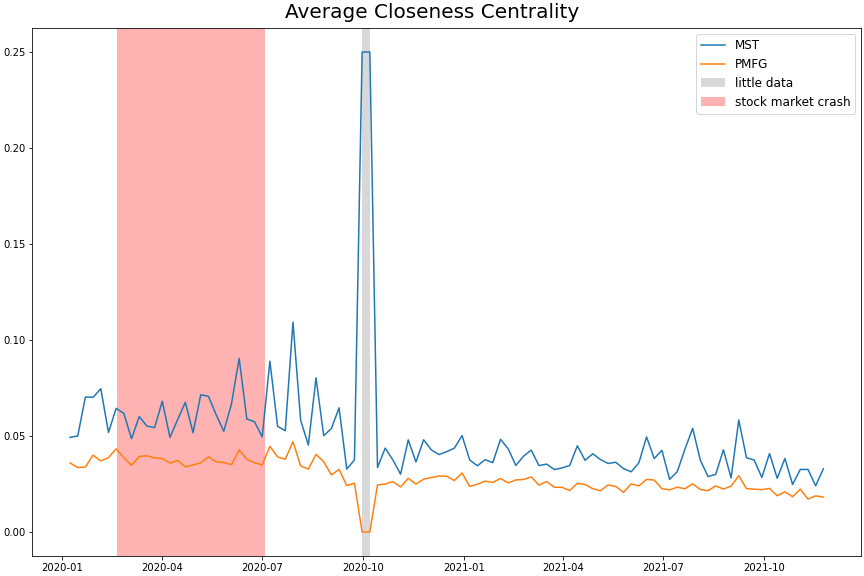 Average Closeness Centrality
MST
PMFG
little data
stock market crash
0.25
0.20
0.15
0.10
0.05
0.00
2020-01 2020-04 2020-07 2020-10 2021-01 2021-04 2021-07 2021-10